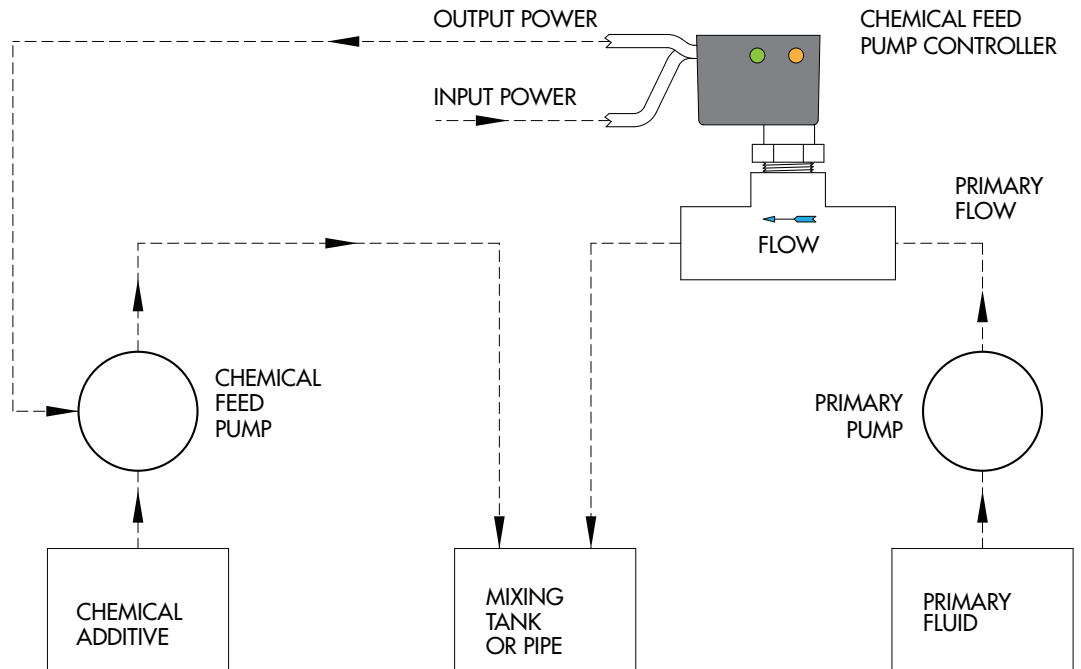 OUTPUT POWER
CHEMICAL FEED
PUMP CONTROLLER
INPUT POWER
PRIMARY
FLOW
FLOW
CHEMICAL
FEED
PUMP
PRIMARY
PUMP
CHEMICAL
ADDITIVE
MIXING
TANK
OR PIPE
PRIMARY
FLUID